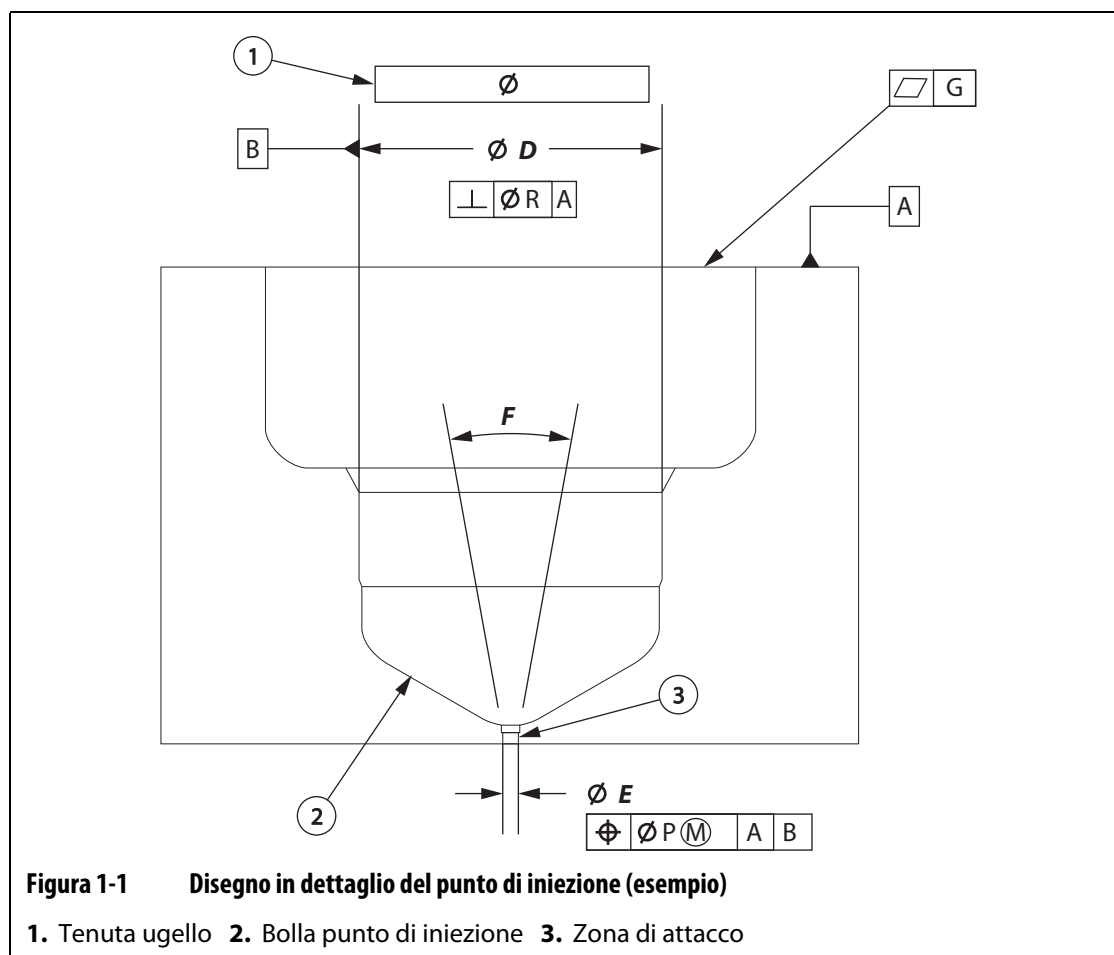 1
Ø
G
B
Ø D
⊥ Ø R A
A
F
3
2
Ø E
⌖ Ø P Ⓜ A B
Figura 1-1 Disegno in dettaglio del punto di iniezione (esempio)
1. Tenuta ugello 2. Bolla punto di iniezione 3. Zona di attacco